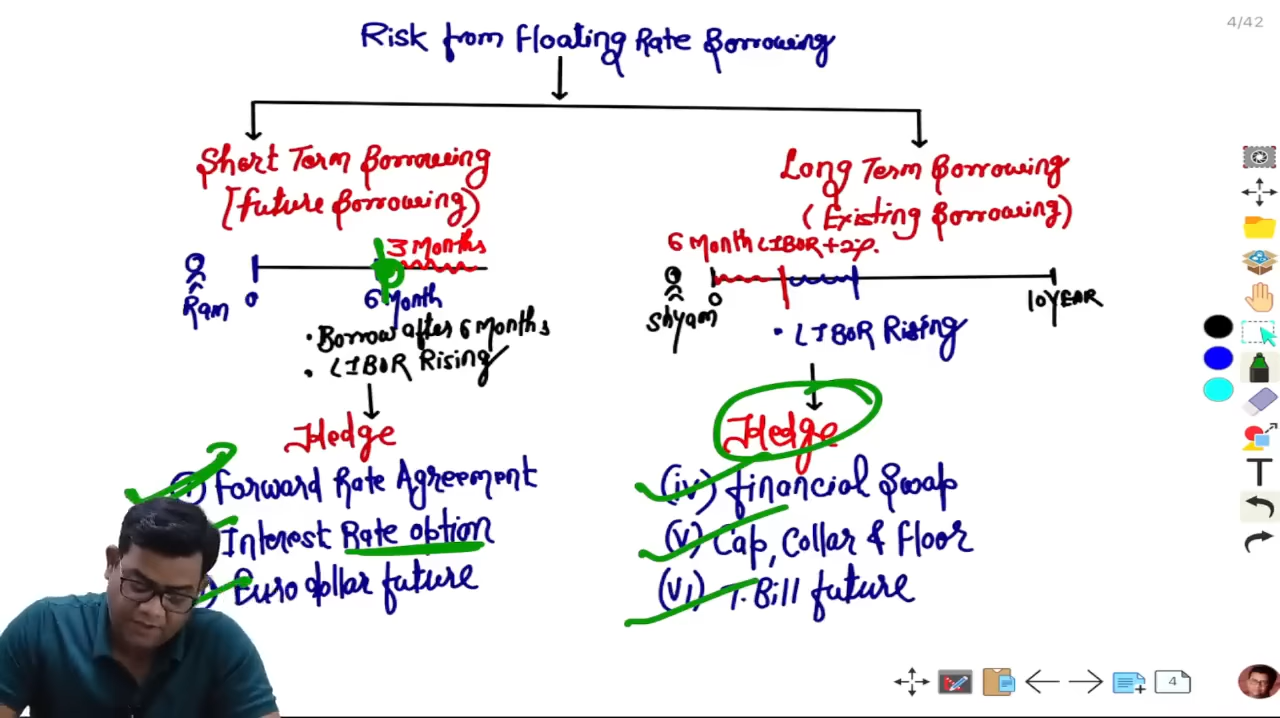 4/42
Risk from Floating Rate Borrowing
Short Term Borrowing
[Future Borrowing)
3 Months
Ram
0
6 Month
• Borrow after 6 Months
• LIBOR Rising
Hedge
Forward Rate Agreement
Interest Rate option
Euro dollar future
Long Term Borrowing
(Existing Borrowing)
6 Month LIBOR + 2%.
Shyam
0
10 YEAR
• LIBOR Rising
Hedge
(iv) financial Swap
(v) Cap, Collar & Floor
(vi) T. Bill future
T
4